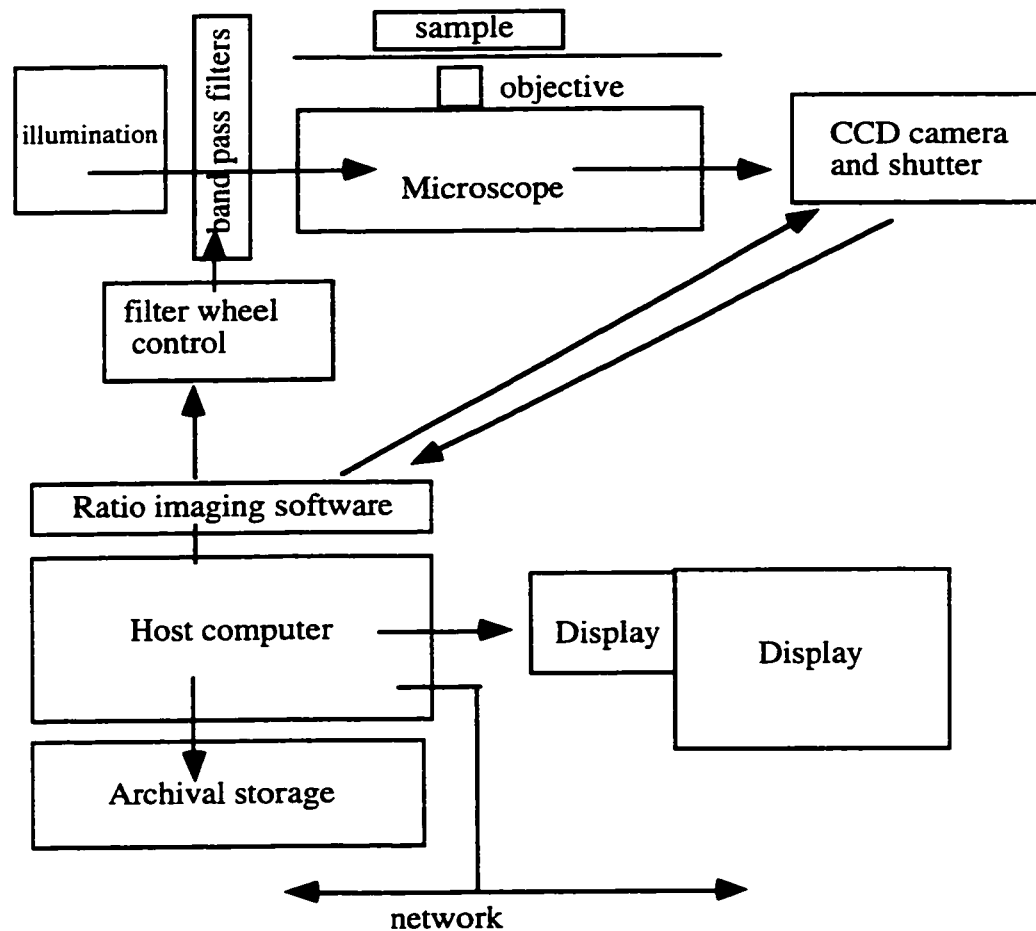 sample
band pass filters
objective
illumination
CCD camera
and shutter
Microscope
filter wheel
control
Ratio imaging software
Host computer
Display
Display
Archival storage
network